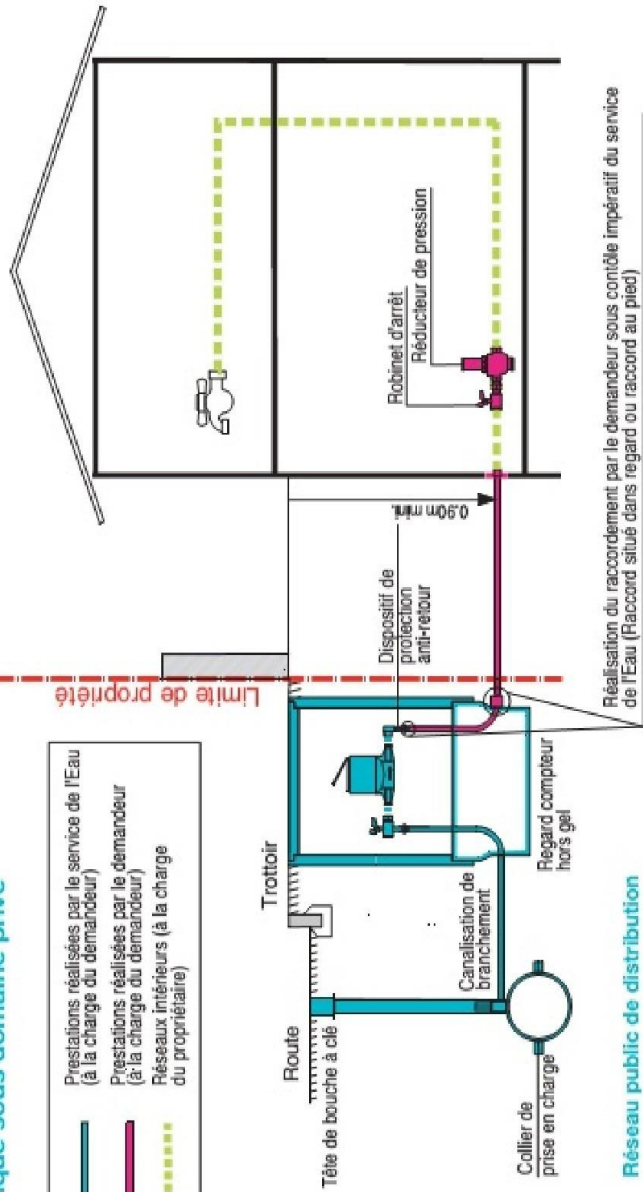 que sous domaine privé
Prestations réalisées par le service de l'Eau
(à la charge du demandeur)
Prestations réalisées par le demandeur
(à la charge du demandeur)
Réseaux intérieurs (à la charge
du propriétaire)
Limite de propriété
Trottoir
Route
Tête de bouche à clé
Dispositif de
protection
anti-retour
0.90m mini.
Robinet d'arrêt
Réducteur de pression
Canalisation de
branchement
Regard compteur
hors gel
Collier de
prise en charge
Réalisation du raccordement par le demandeur sous contôle impératif du service
de l'Eau (Raccord situé dans regard ou raccord au pied)
Réseau public de distribution